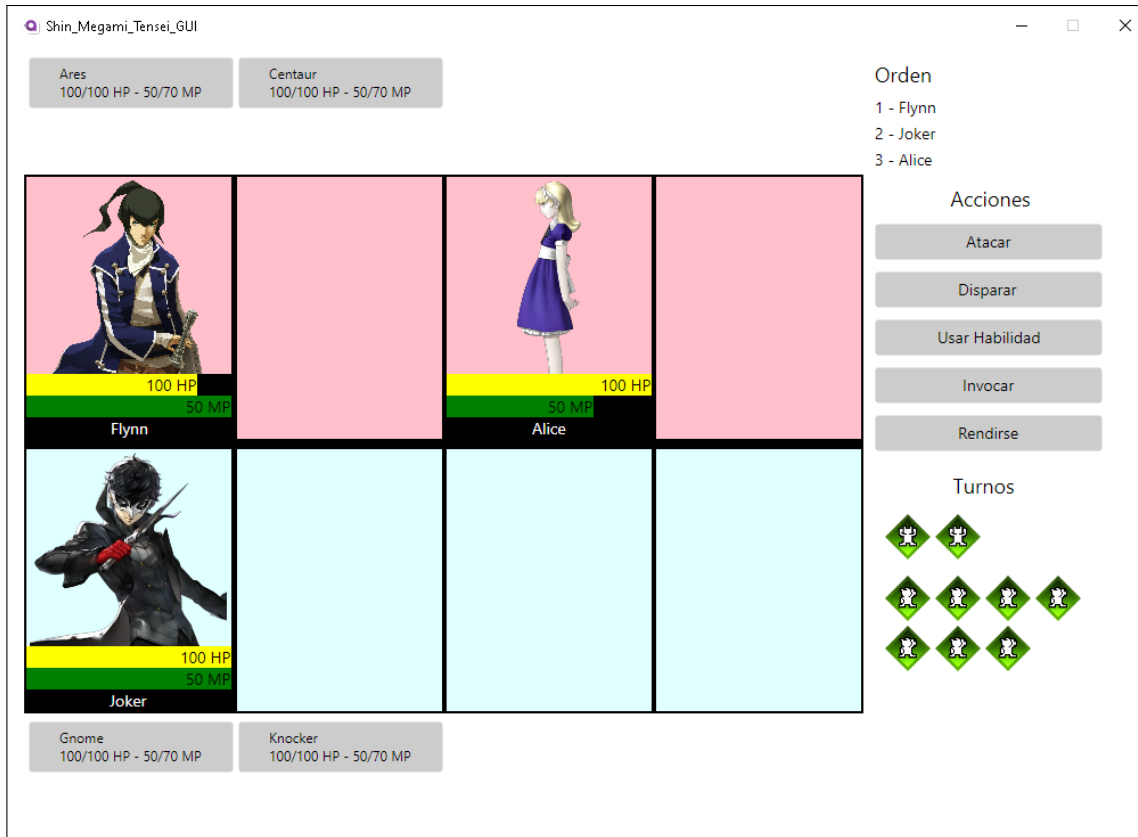 Shin_Megami_Tensei_GUI
Ares
100/100 HP - 50/70 MP
Centaur
100/100 HP - 50/70 MP
Orden
1 - Flynn
2 - Joker
3 - Alice
Acciones
Atacar
Disparar
Usar Habilidad
Invocar
Rendirse
Turnos
100 HP
50 MP
Flynn
100 HP
50 MP
Alice
100 HP
50 MP
Joker
Gnome
100/100 HP - 50/70 MP
Knocker
100/100 HP - 50/70 MP